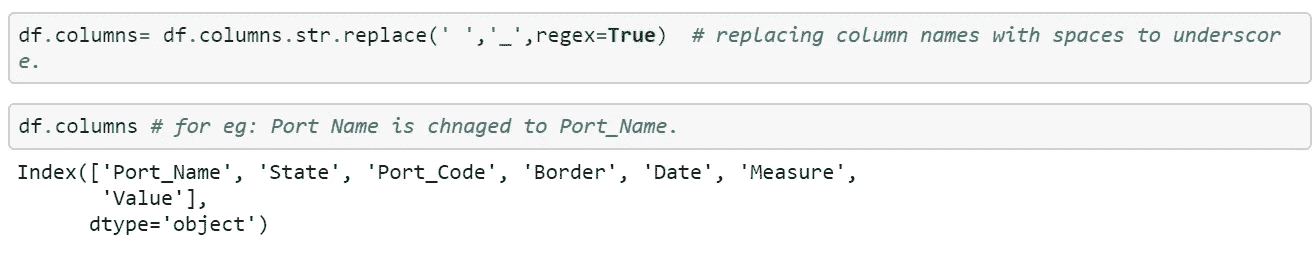 df.columns= df.columns.str.replace(' ','_',regex=True)  # replacing column names with spaces to underscor
e.
df.columns # for eg: Port Name is chnaged to Port_Name.
Index(['Port_Name', 'State', 'Port_Code', 'Border', 'Date', 'Measure',
       'Value'],
      dtype='object')